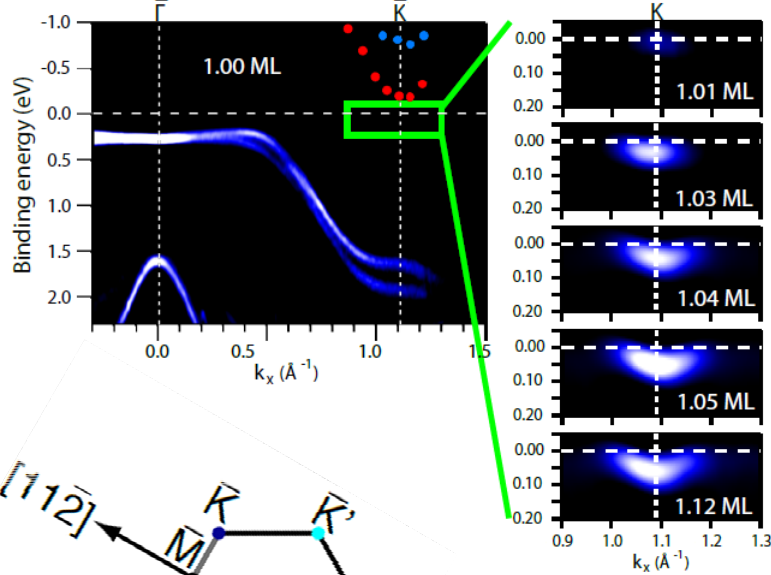 Γ̄
K̄
-1.0
-0.5
0.0
0.5
1.0
1.5
2.0
Binding energy (eV)
1.00 ML
0.0
0.5
1.0
1.5
kx (Å⁻¹)
K
0.00
0.10
0.20
1.01 ML
0.00
0.10
0.20
1.03 ML
0.00
0.10
0.20
1.04 ML
0.00
0.10
0.20
1.05 ML
0.00
0.10
0.20
1.12 ML
0.9
1.0
1.1
1.2
1.3
kx (Å⁻¹)
[112̄]
M̄
K̄
K̄'